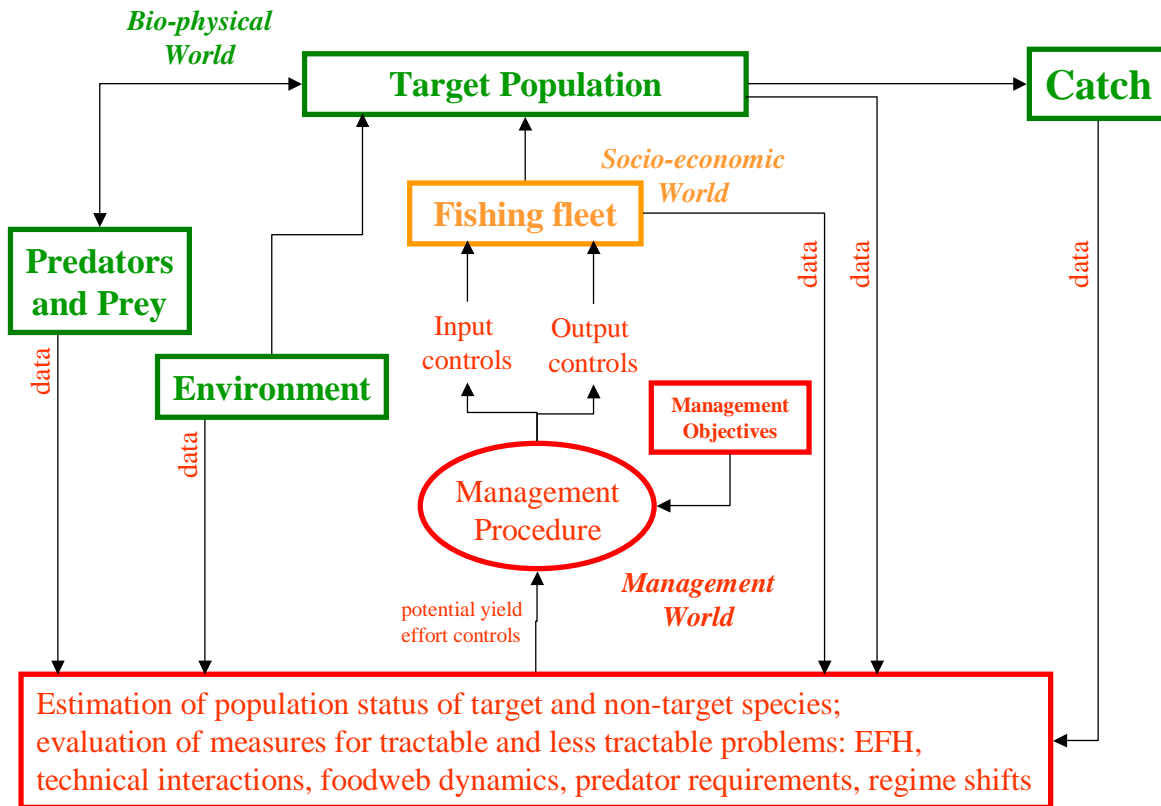 Bio-physical
World
Target Population
Catch
Socio-economic
World
Fishing fleet
Predators
and Prey
data
data
data
Input
controls
Output
controls
data
Environment
Management
Objectives
data
Management
Procedure
Management
World
potential yield
effort controls
Estimation of population status of target and non-target species;
evaluation of measures for tractable and less tractable problems: EFH,
technical interactions, foodweb dynamics, predator requirements, regime shifts